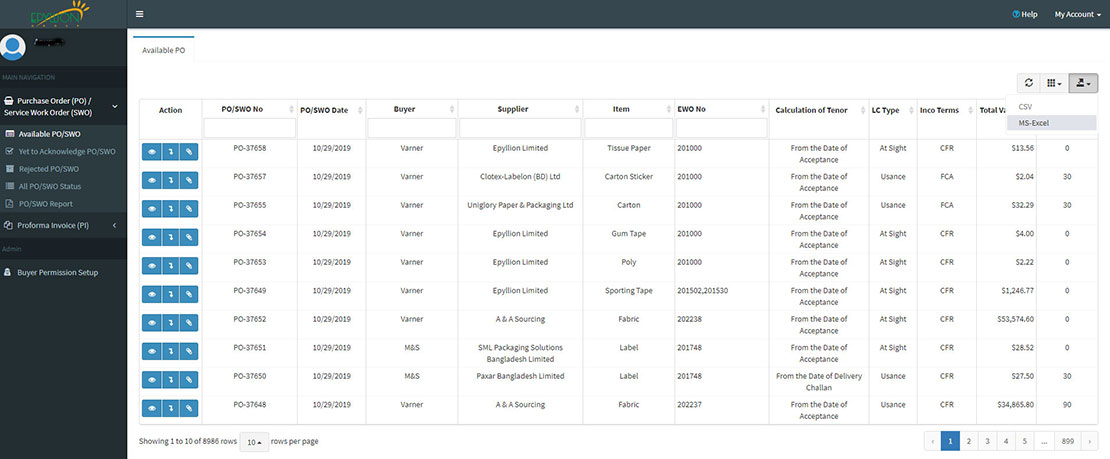 EPYLLION
GROUP
Help
My Account
Available PO
MAIN NAVIGATION
Purchase Order (PO) /
Service Work Order (SWO)
Available PO/SWO
Yet to Acknowledge PO/SWO
Rejected PO/SWO
All PO/SWO Status
PO/SWO Report
Proforma Invoice (PI)
Admin
Buyer Permission Setup
CSV
MS-Excel
Action PO/SWO No PO/SWO Date Buyer Supplier Item EWO No Calculation of Tenor LC Type Inco Terms Total Va
PO-37658 10/29/2019 Varner Epyllion Limited Tissue Paper 201000 From the Date of Acceptance At Sight CFR $13.56 0
PO-37657 10/29/2019 Varner Clotex-Labelon (BD) Ltd Carton Sticker 201000 From the Date of Acceptance Usance FCA $2.04 30
PO-37655 10/29/2019 Varner Uniglory Paper & Packaging Ltd Carton 201000 From the Date of Acceptance Usance FCA $32.29 30
PO-37654 10/29/2019 Varner Epyllion Limited Gum Tape 201000 From the Date of Acceptance At Sight CFR $4.00 0
PO-37653 10/29/2019 Varner Epyllion Limited Poly 201000 From the Date of Acceptance At Sight CFR $2.22 0
PO-37649 10/29/2019 Varner Epyllion Limited Sporting Tape 201502,201530 From the Date of Acceptance At Sight CFR $1,246.77 0
PO-37652 10/29/2019 Varner A & A Sourcing Fabric 202238 From the Date of Acceptance At Sight CFR $53,574.60 0
PO-37651 10/29/2019 M&S SML Packaging Solutions Bangladesh Limited Label 201748 From the Date of Acceptance At Sight CFR $28.52 0
PO-37650 10/29/2019 M&S Paxar Bangladesh Limited Label 201748 From the Date of Delivery Challan Usance CFR $27.50 30
PO-37648 10/29/2019 Varner A & A Sourcing Fabric 202237 From the Date of Acceptance Usance CFR $34,865.80 90
Showing 1 to 10 of 8986 rows 10 rows per page
‹ 1 2 3 4 5 ... 899 ›